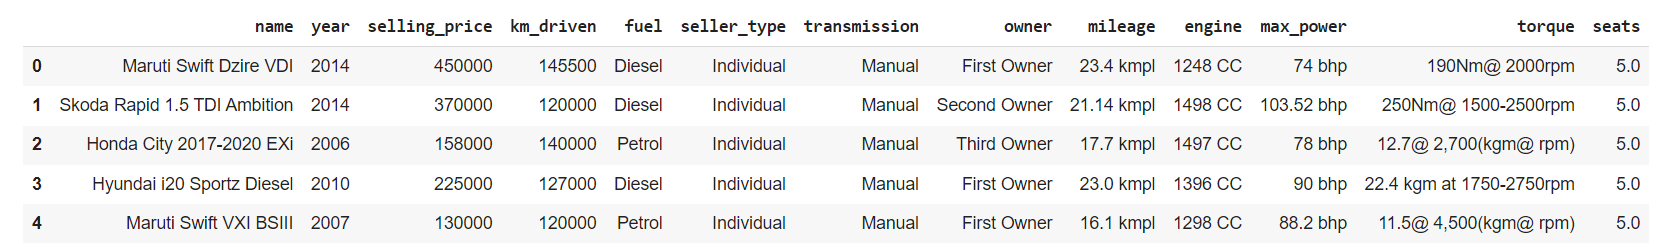 name year selling_price km_driven fuel seller_type transmission owner mileage engine max_power torque seats
0 Maruti Swift Dzire VDI 2014 450000 145500 Diesel Individual Manual First Owner 23.4 kmpl 1248 CC 74 bhp 190Nm@ 2000rpm 5.0
1 Skoda Rapid 1.5 TDI Ambition 2014 370000 120000 Diesel Individual Manual Second Owner 21.14 kmpl 1498 CC 103.52 bhp 250Nm@ 1500-2500rpm 5.0
2 Honda City 2017-2020 EXi 2006 158000 140000 Petrol Individual Manual Third Owner 17.7 kmpl 1497 CC 78 bhp 12.7@ 2,700(kgm@ rpm) 5.0
3 Hyundai i20 Sportz Diesel 2010 225000 127000 Diesel Individual Manual First Owner 23.0 kmpl 1396 CC 90 bhp 22.4 kgm at 1750-2750rpm 5.0
4 Maruti Swift VXI BSIII 2007 130000 120000 Petrol Individual Manual First Owner 16.1 kmpl 1298 CC 88.2 bhp 11.5@ 4,500(kgm@ rpm) 5.0